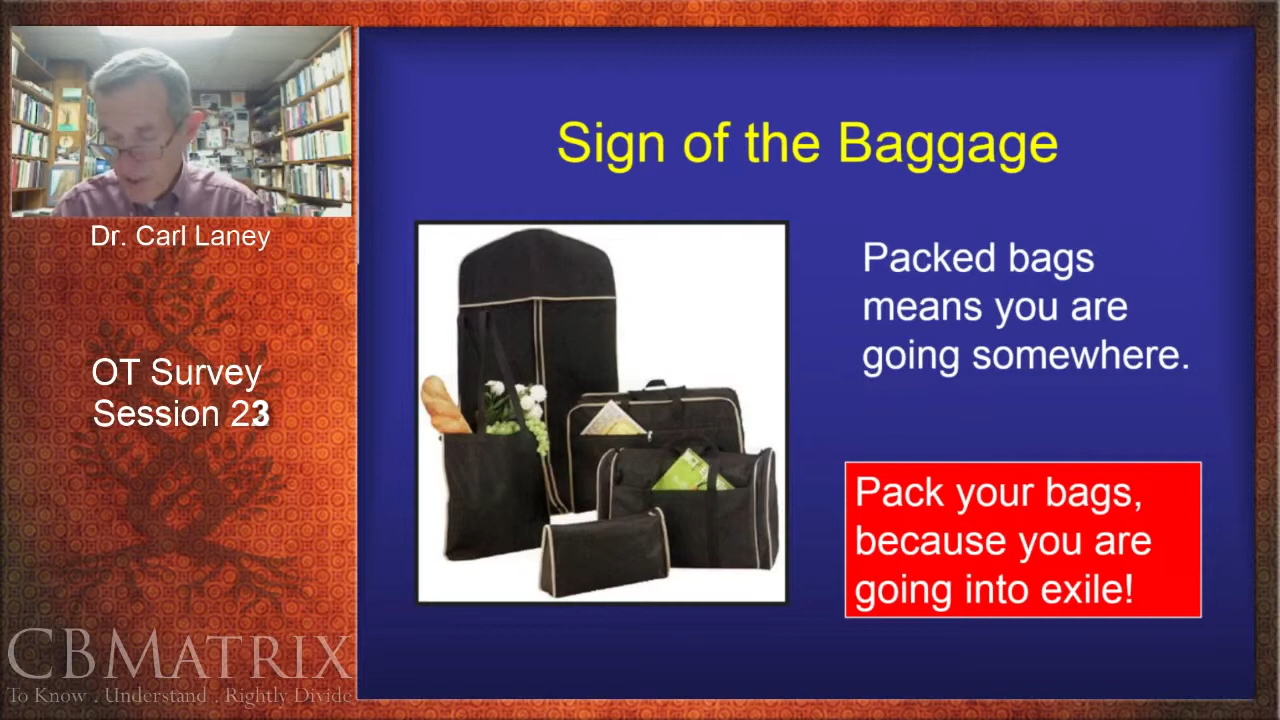 Dr. Carl Laney
OT Survey
Session 23
CBMATRIX
To Know . Understand . Rightly Divide
Sign of the Baggage
Packed bags
means you are
going somewhere.
Pack your bags,
because you are
going into exile!